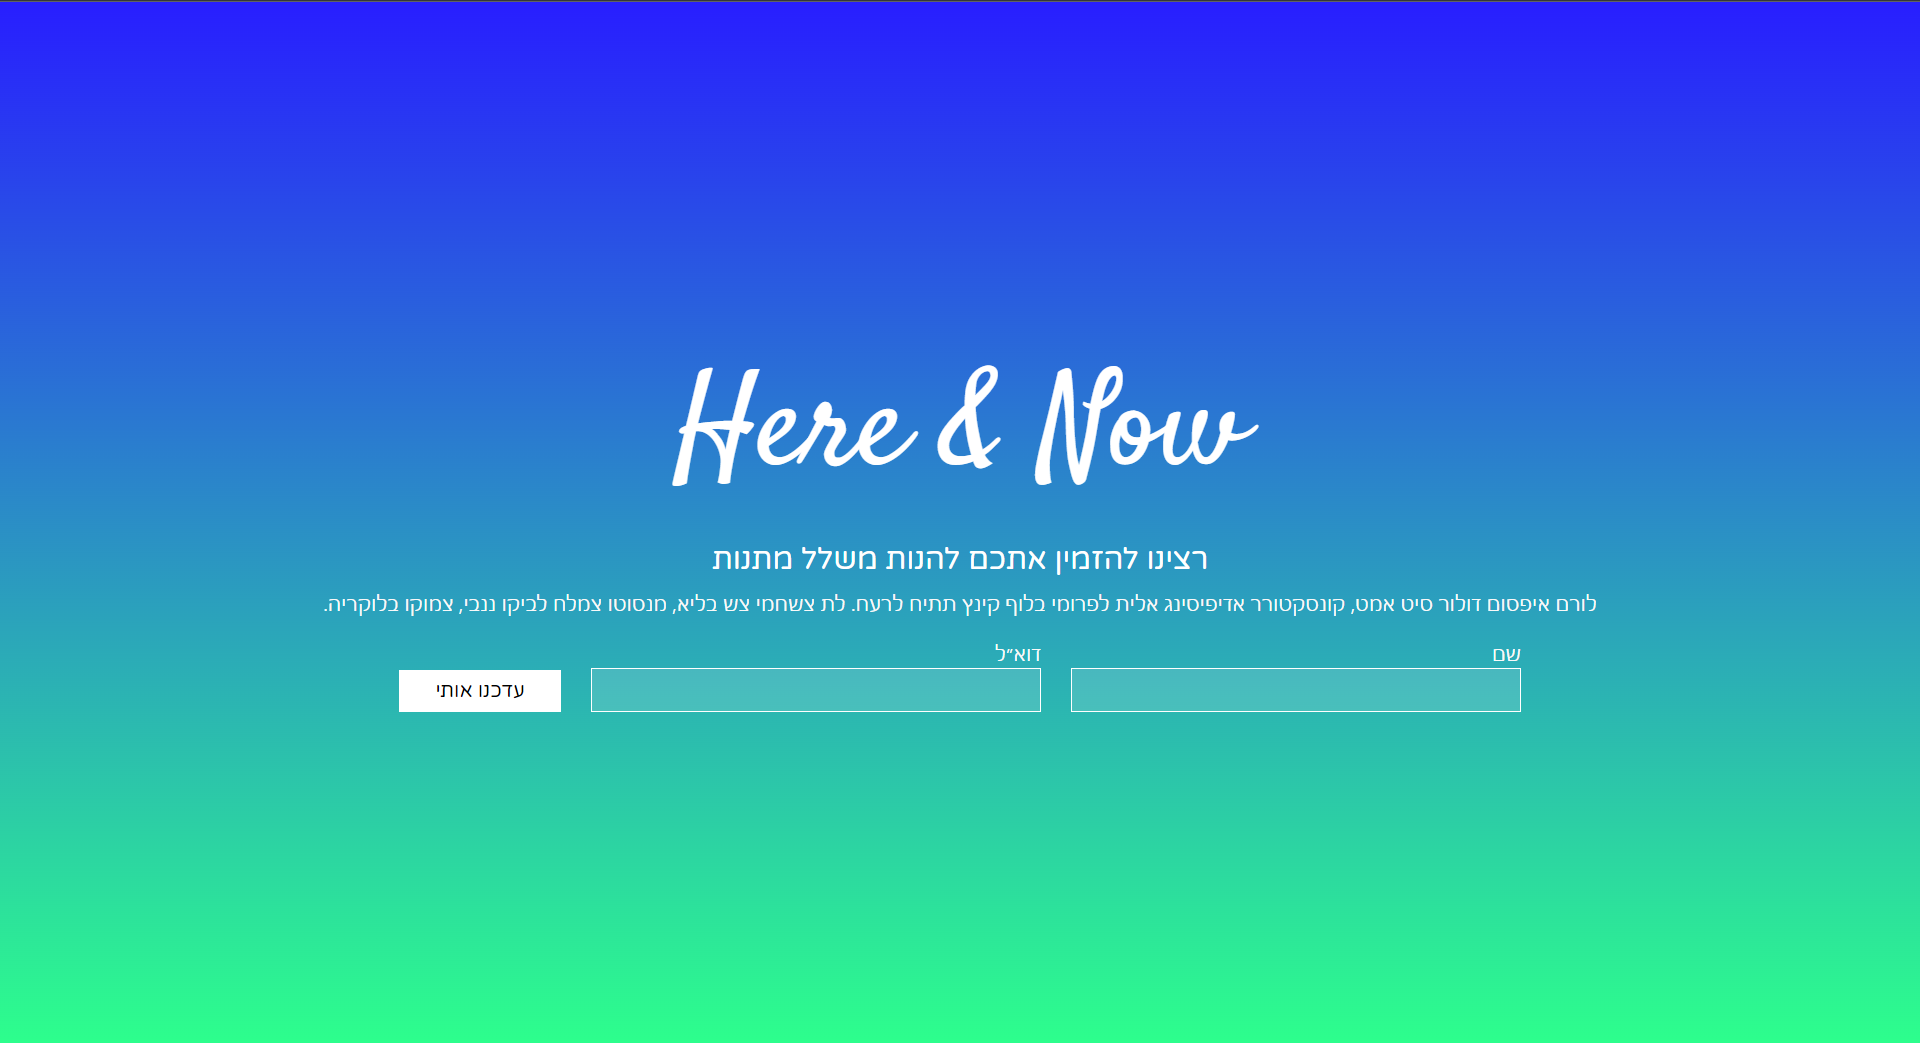 Here & Now
רצינו להזמין אתכם להנות משלל מתנות
לורם איפסום דולור סיט אמט, קונסקטורר אדיפיסינג אלית לפרומי בלוף קינץ תתיח לרעח. לת צשחמי צש בליא, מנסוטו צמלח לביקו ננבי, צמוקו בלוקריה.
שם
דוא״ל
עדכנו אותי